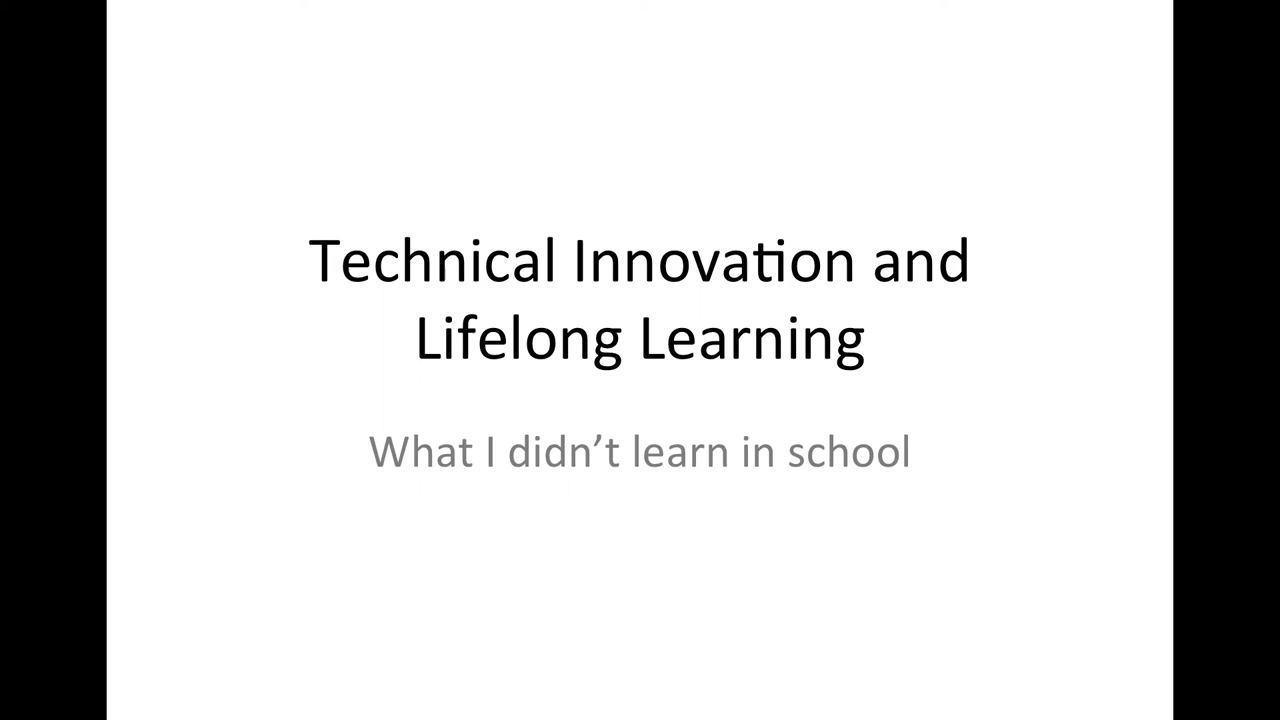 Technical Innovation and
Lifelong Learning
What I didn’t learn in school